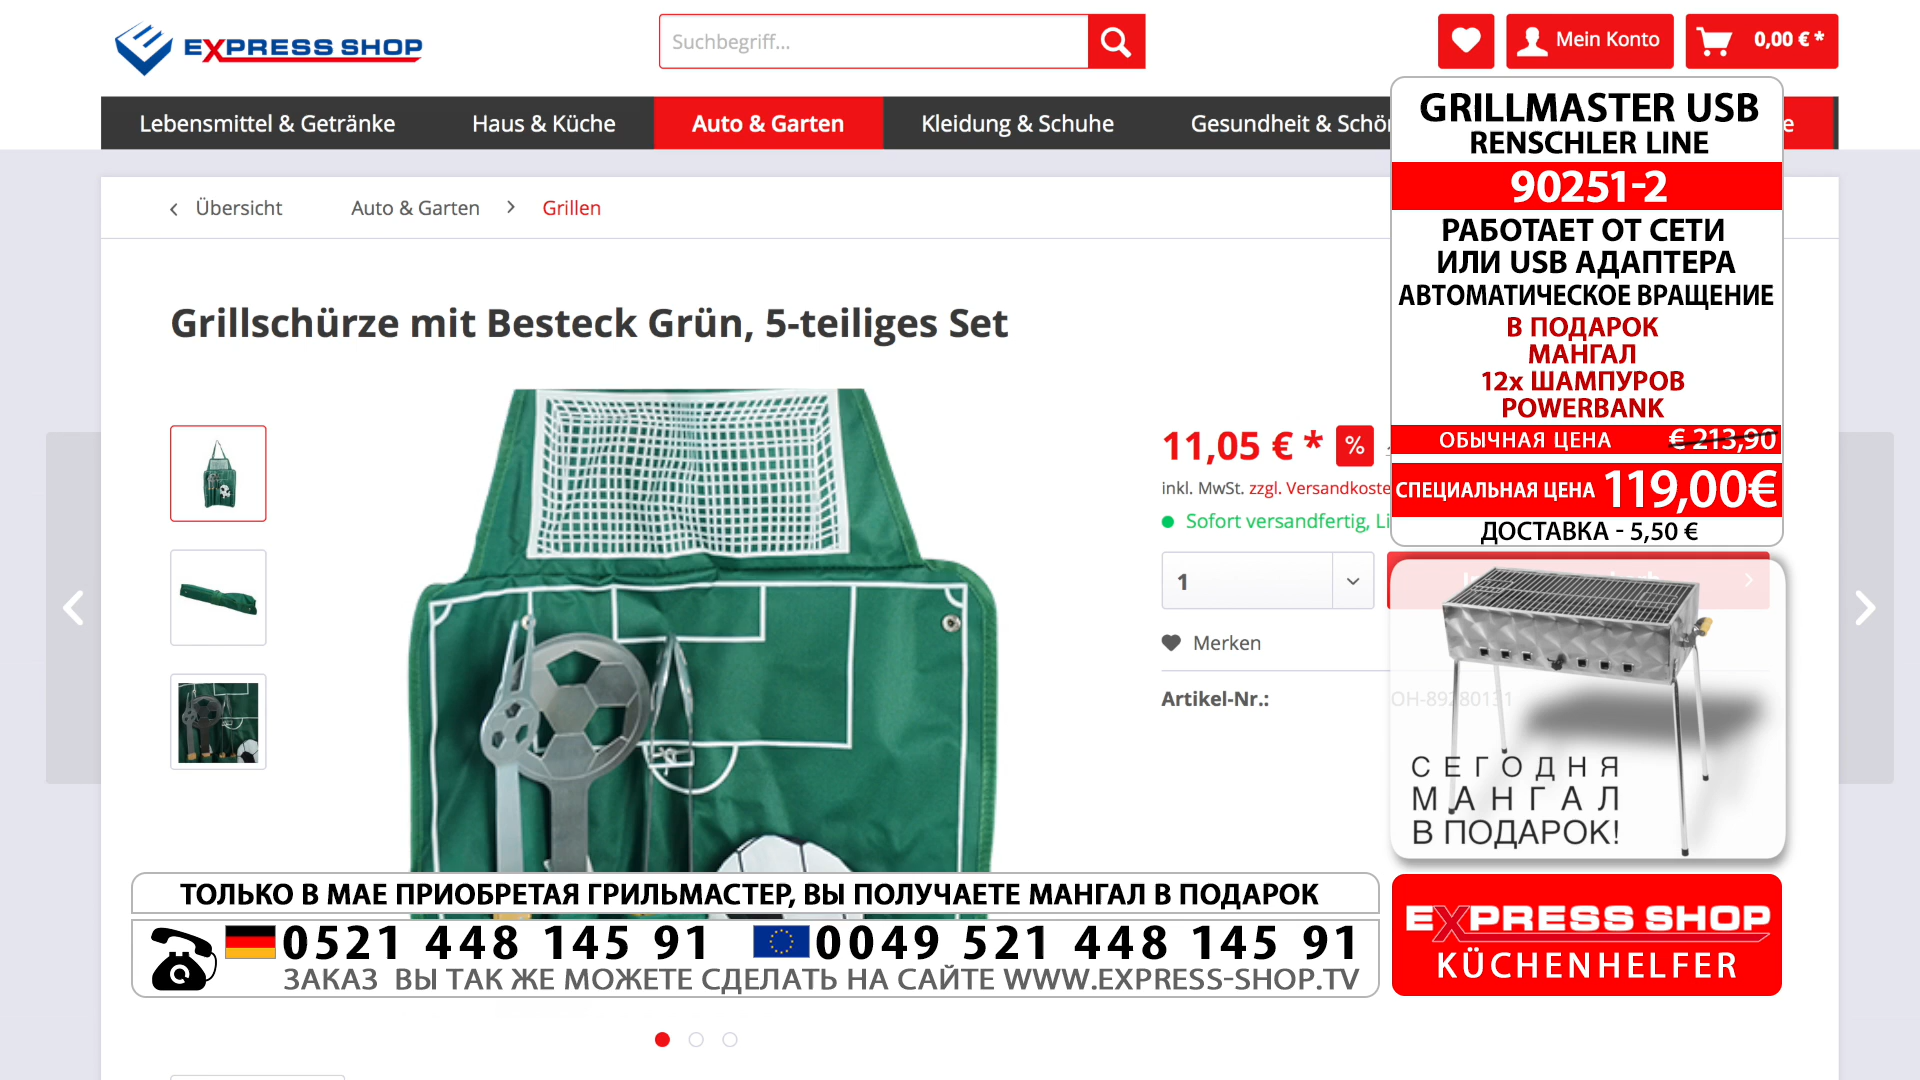 EXPRESS SHOP
Suchbegriff...
Mein Konto
0,00 € *
Lebensmittel & Getränke
Haus & Küche
Auto & Garten
Kleidung & Schuhe
Gesundheit &
Übersicht
Auto & Garten
Grillen
Grillschürze mit Besteck Grün, 5-teiliges Set
11,05 € *
%
inkl. MwSt. zzgl.
Sofort versandfertig,
1
Merken
Artikel-Nr.:
OH-89280131
GRILLMASTER USB
RENSCHLER LINE
90251-2
РАБОТАЕТ ОТ СЕТИ
ИЛИ USB АДАПТЕРА
АВТОМАТИЧЕСКОЕ ВРАЩЕНИЕ
В ПОДАРОК
МАНГАЛ
12x ШАМПУРОВ
POWERBANK
ОБЫЧНАЯ ЦЕНА € 213,90
СПЕЦИАЛЬНАЯ ЦЕНА 119,00€
ДОСТАВКА - 5,50 €
СЕГОДНЯ
МАНГАЛ
В ПОДАРОК!
ТОЛЬКО В МАЕ ПРИОБРЕТАЯ ГРИЛЬМАСТЕР, ВЫ ПОЛУЧАЕТЕ МАНГАЛ В ПОДАРОК
0521 448 145 91 0049 521 448 145 91
ЗАКАЗ ВЫ ТАК ЖЕ МОЖЕТЕ СДЕЛАТЬ НА САЙТЕ WWW.EXPRESS-SHOP.TV
EXPRESS SHOP
KÜCHENHELFER